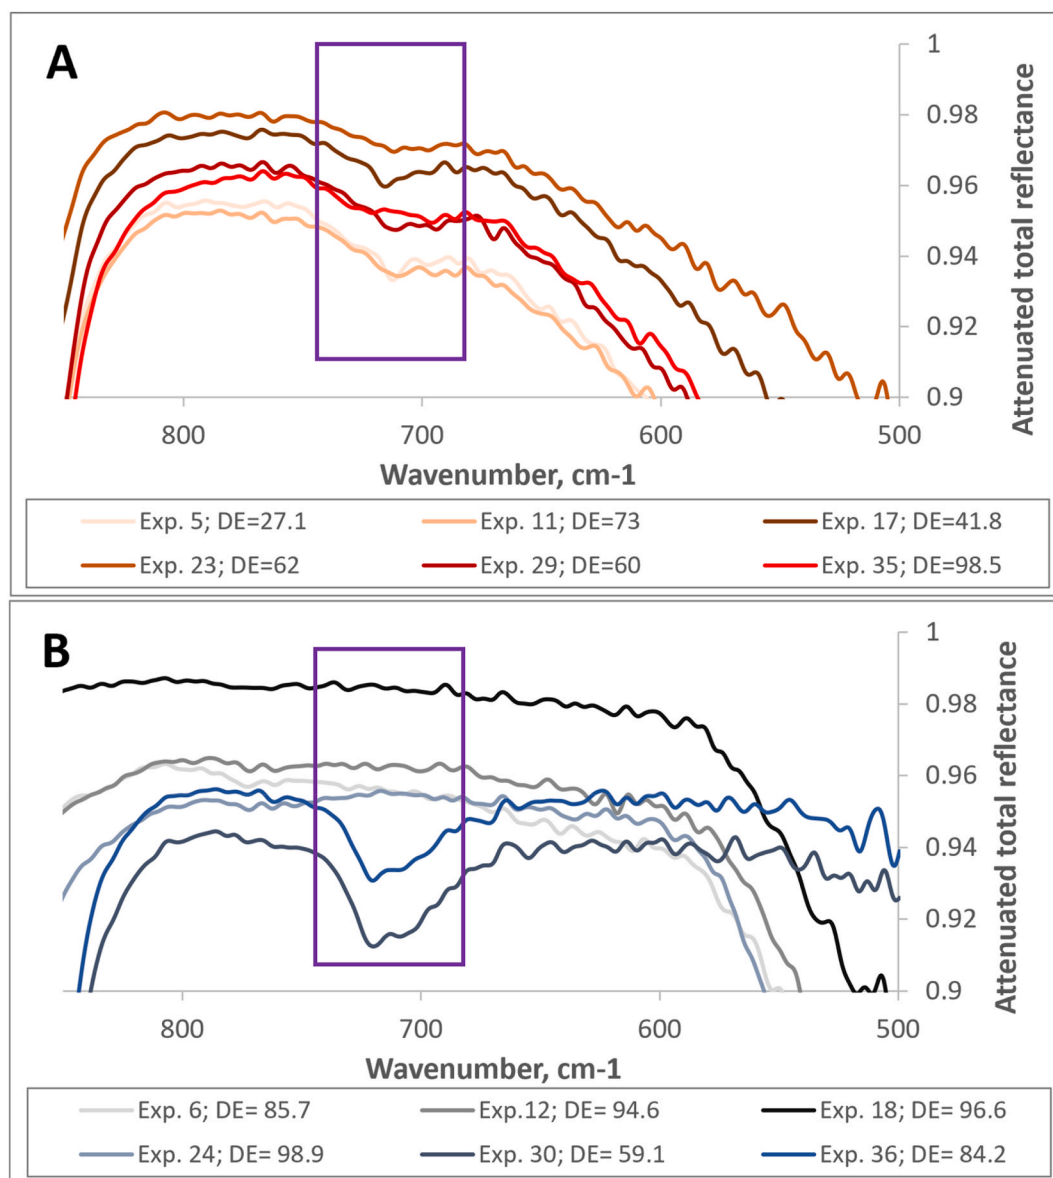 A
1
0.98
0.96
0.94
0.92
0.9
Attenuated total reflectance
800
700
600
500
Wavenumber, cm-1
Exp. 5; DE=27.1
Exp. 11; DE=73
Exp. 17; DE=41.8
Exp. 23; DE=62
Exp. 29; DE=60
Exp. 35; DE=98.5
B
1
0.98
0.96
0.94
0.92
0.9
Attenuated total reflectance
800
700
600
500
Wavenumber, cm-1
Exp. 6; DE= 85.7
Exp.12; DE= 94.6
Exp. 18; DE= 96.6
Exp. 24; DE= 98.9
Exp. 30; DE= 59.1
Exp. 36; DE= 84.2